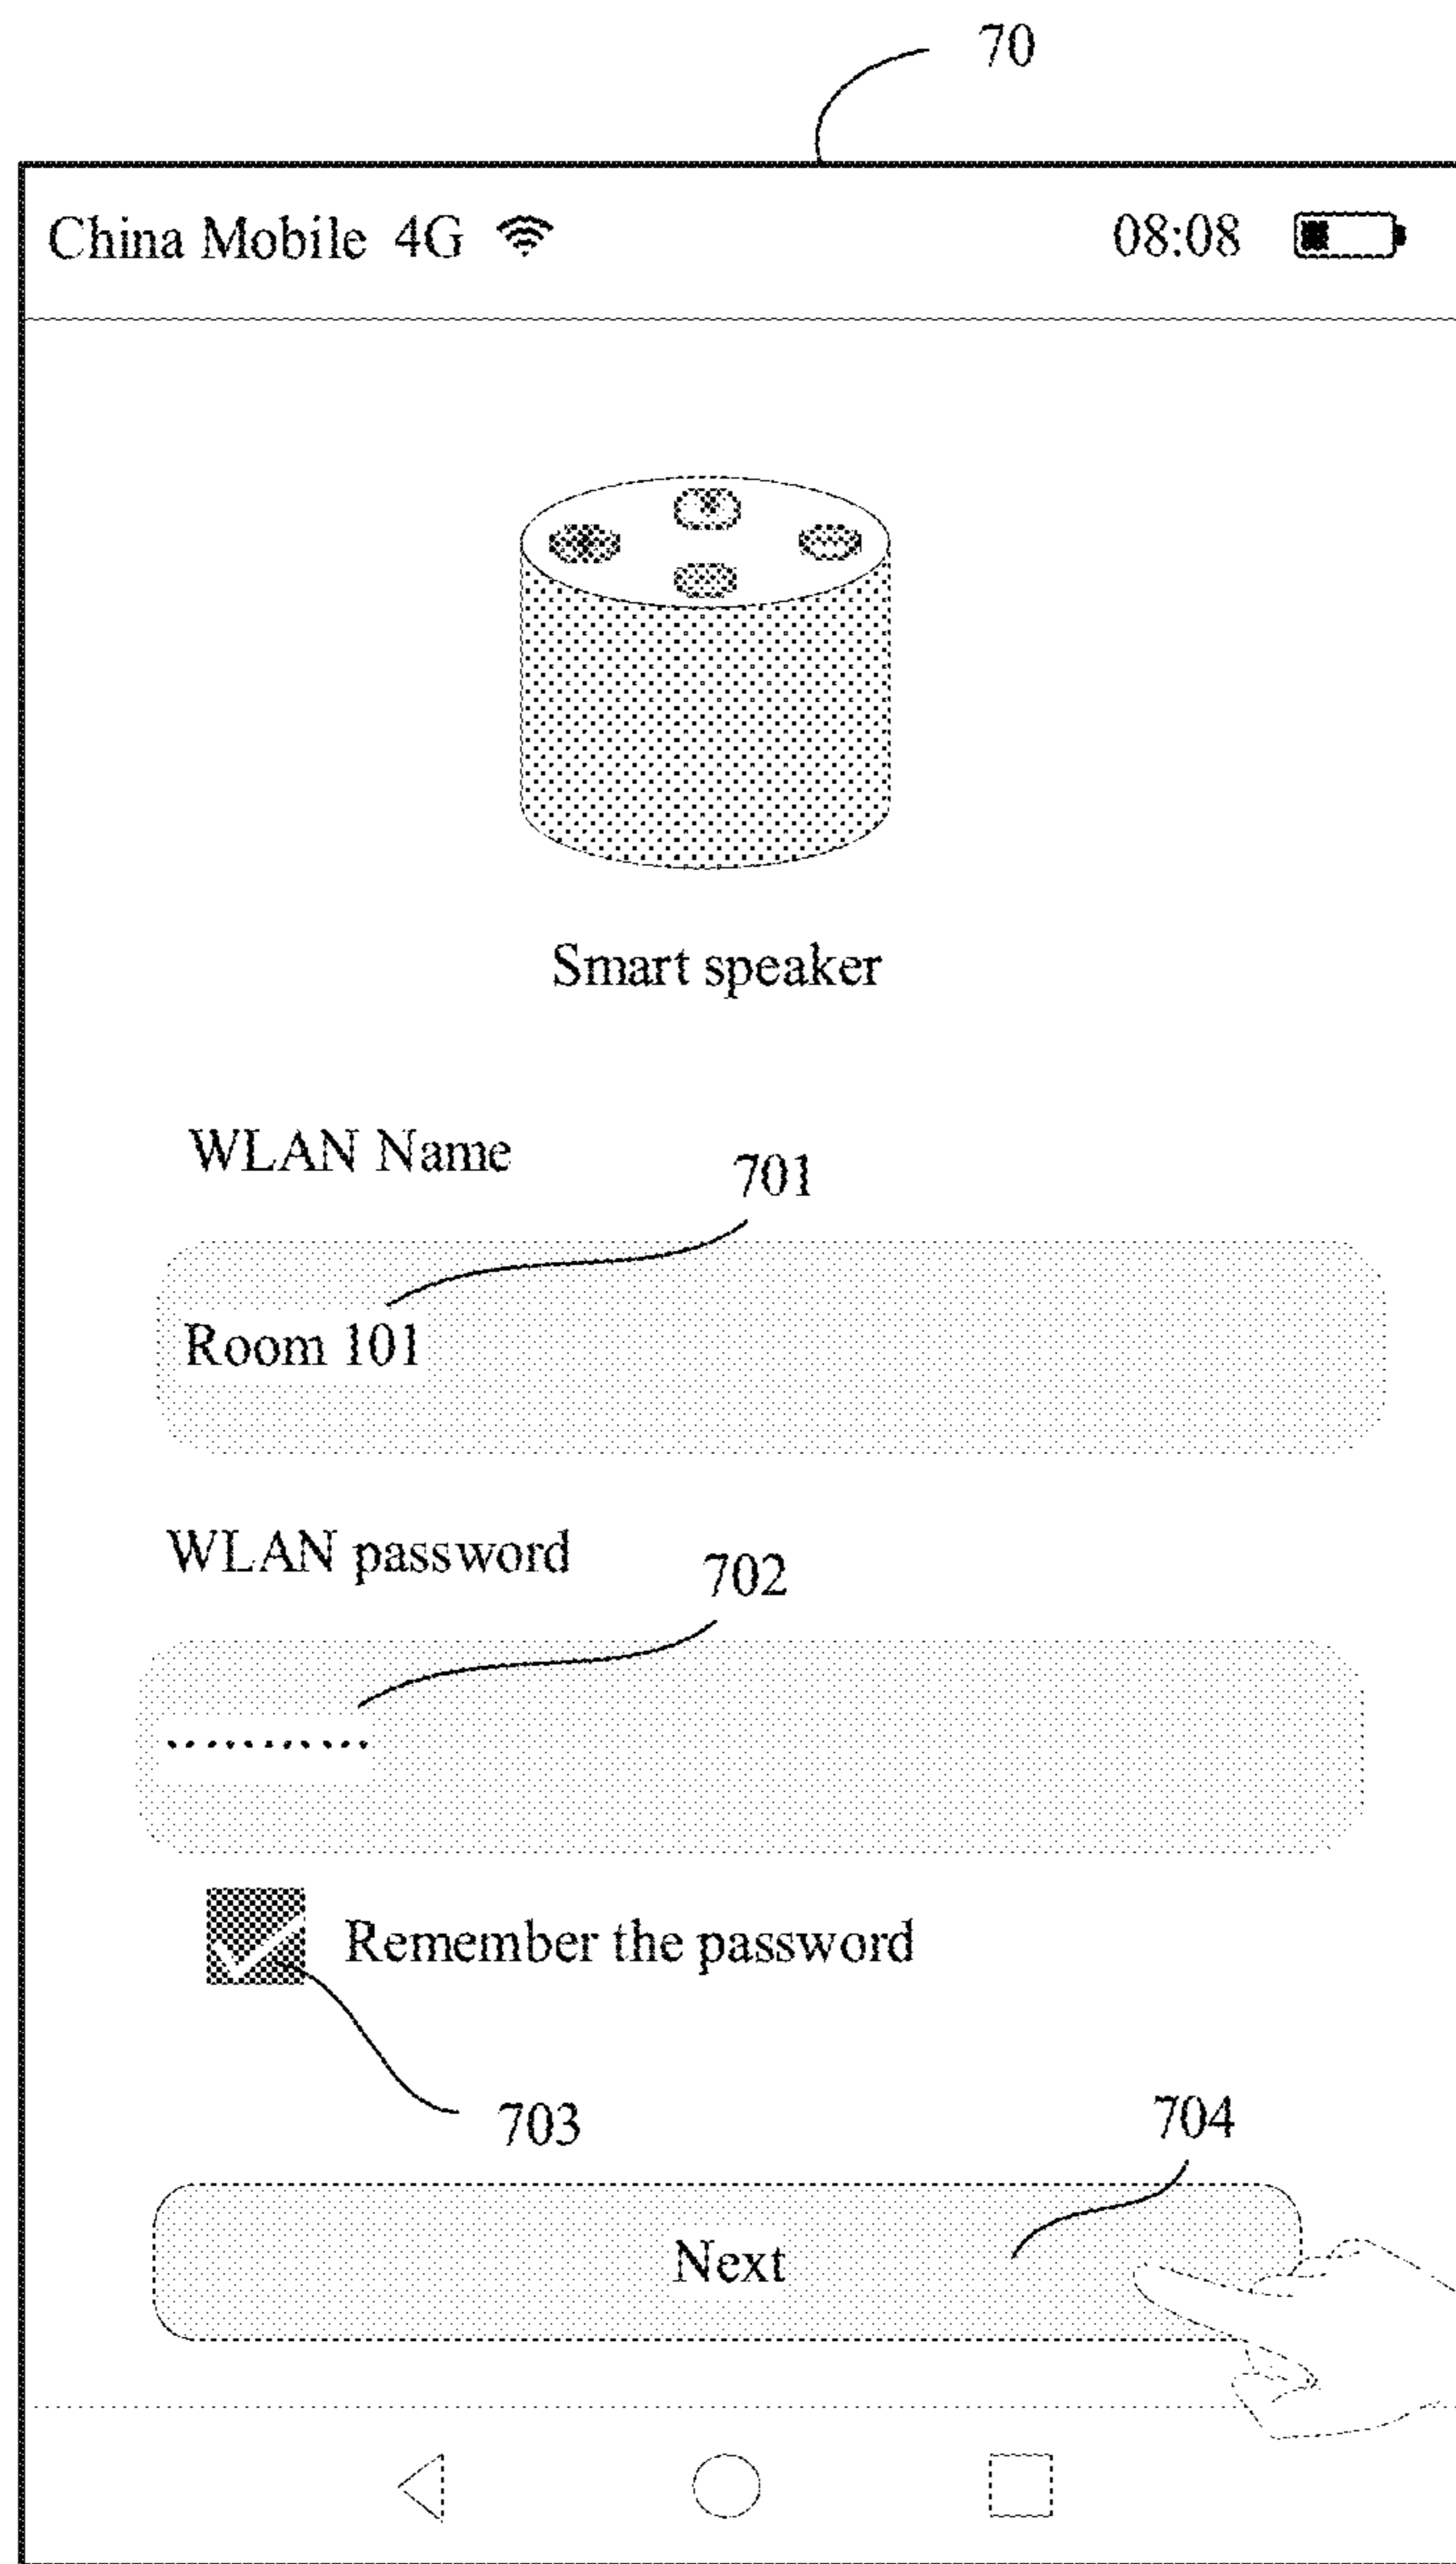 70
China Mobile 4G 08:08
Smart speaker
WLAN Name
701
Room 101
WLAN password
702
...........
Remember the password
703
704
Next